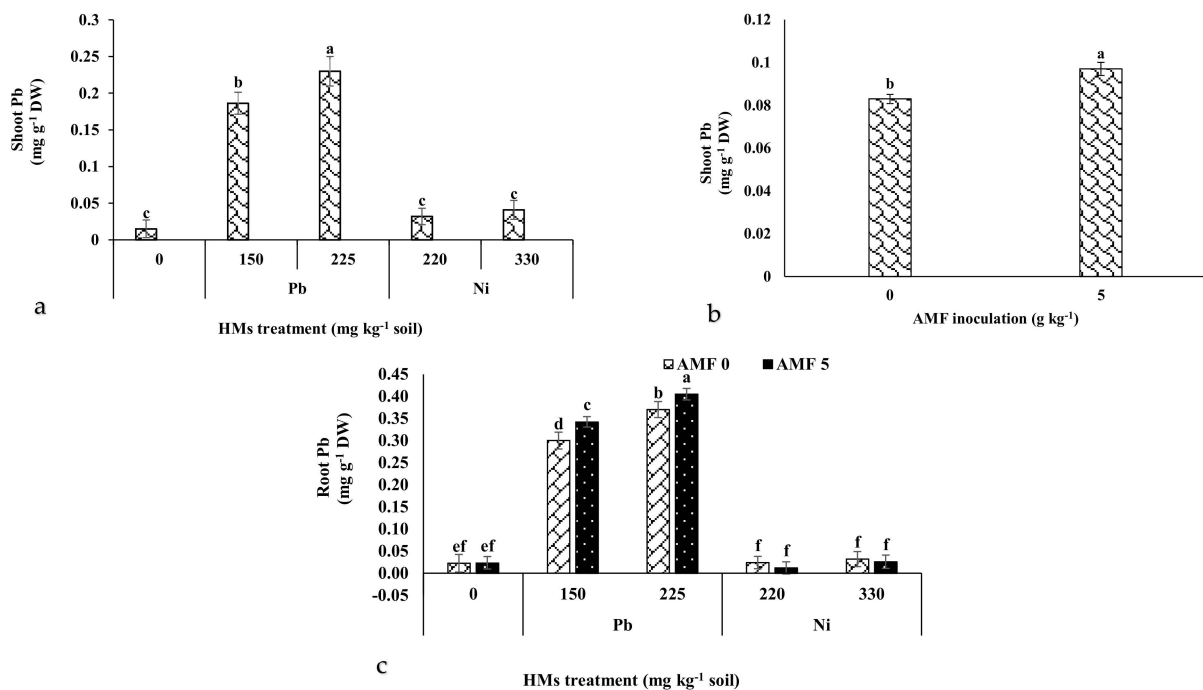 0.3
0.25
0.2
0.15
0.1
0.05
0
Shoot Pb
(mg g⁻¹ DW)
c
b
a
c
c
0 150 225 220 330
Pb Ni
HMs treatment (mg kg⁻¹ soil)
a
0.12
0.1
0.08
0.06
0.04
0.02
0
Shoot Pb
(mg g⁻¹ DW)
b
a
0 5
AMF inoculation (g kg⁻¹)
b
AMF 0 AMF 5
0.45
0.40
0.35
0.30
0.25
0.20
0.15
0.10
0.05
0.00
-0.05
Root Pb
(mg g⁻¹ DW)
ef ef
d c
b a
f f
f f
0 150 225 220 330
Pb Ni
HMs treatment (mg kg⁻¹ soil)
c